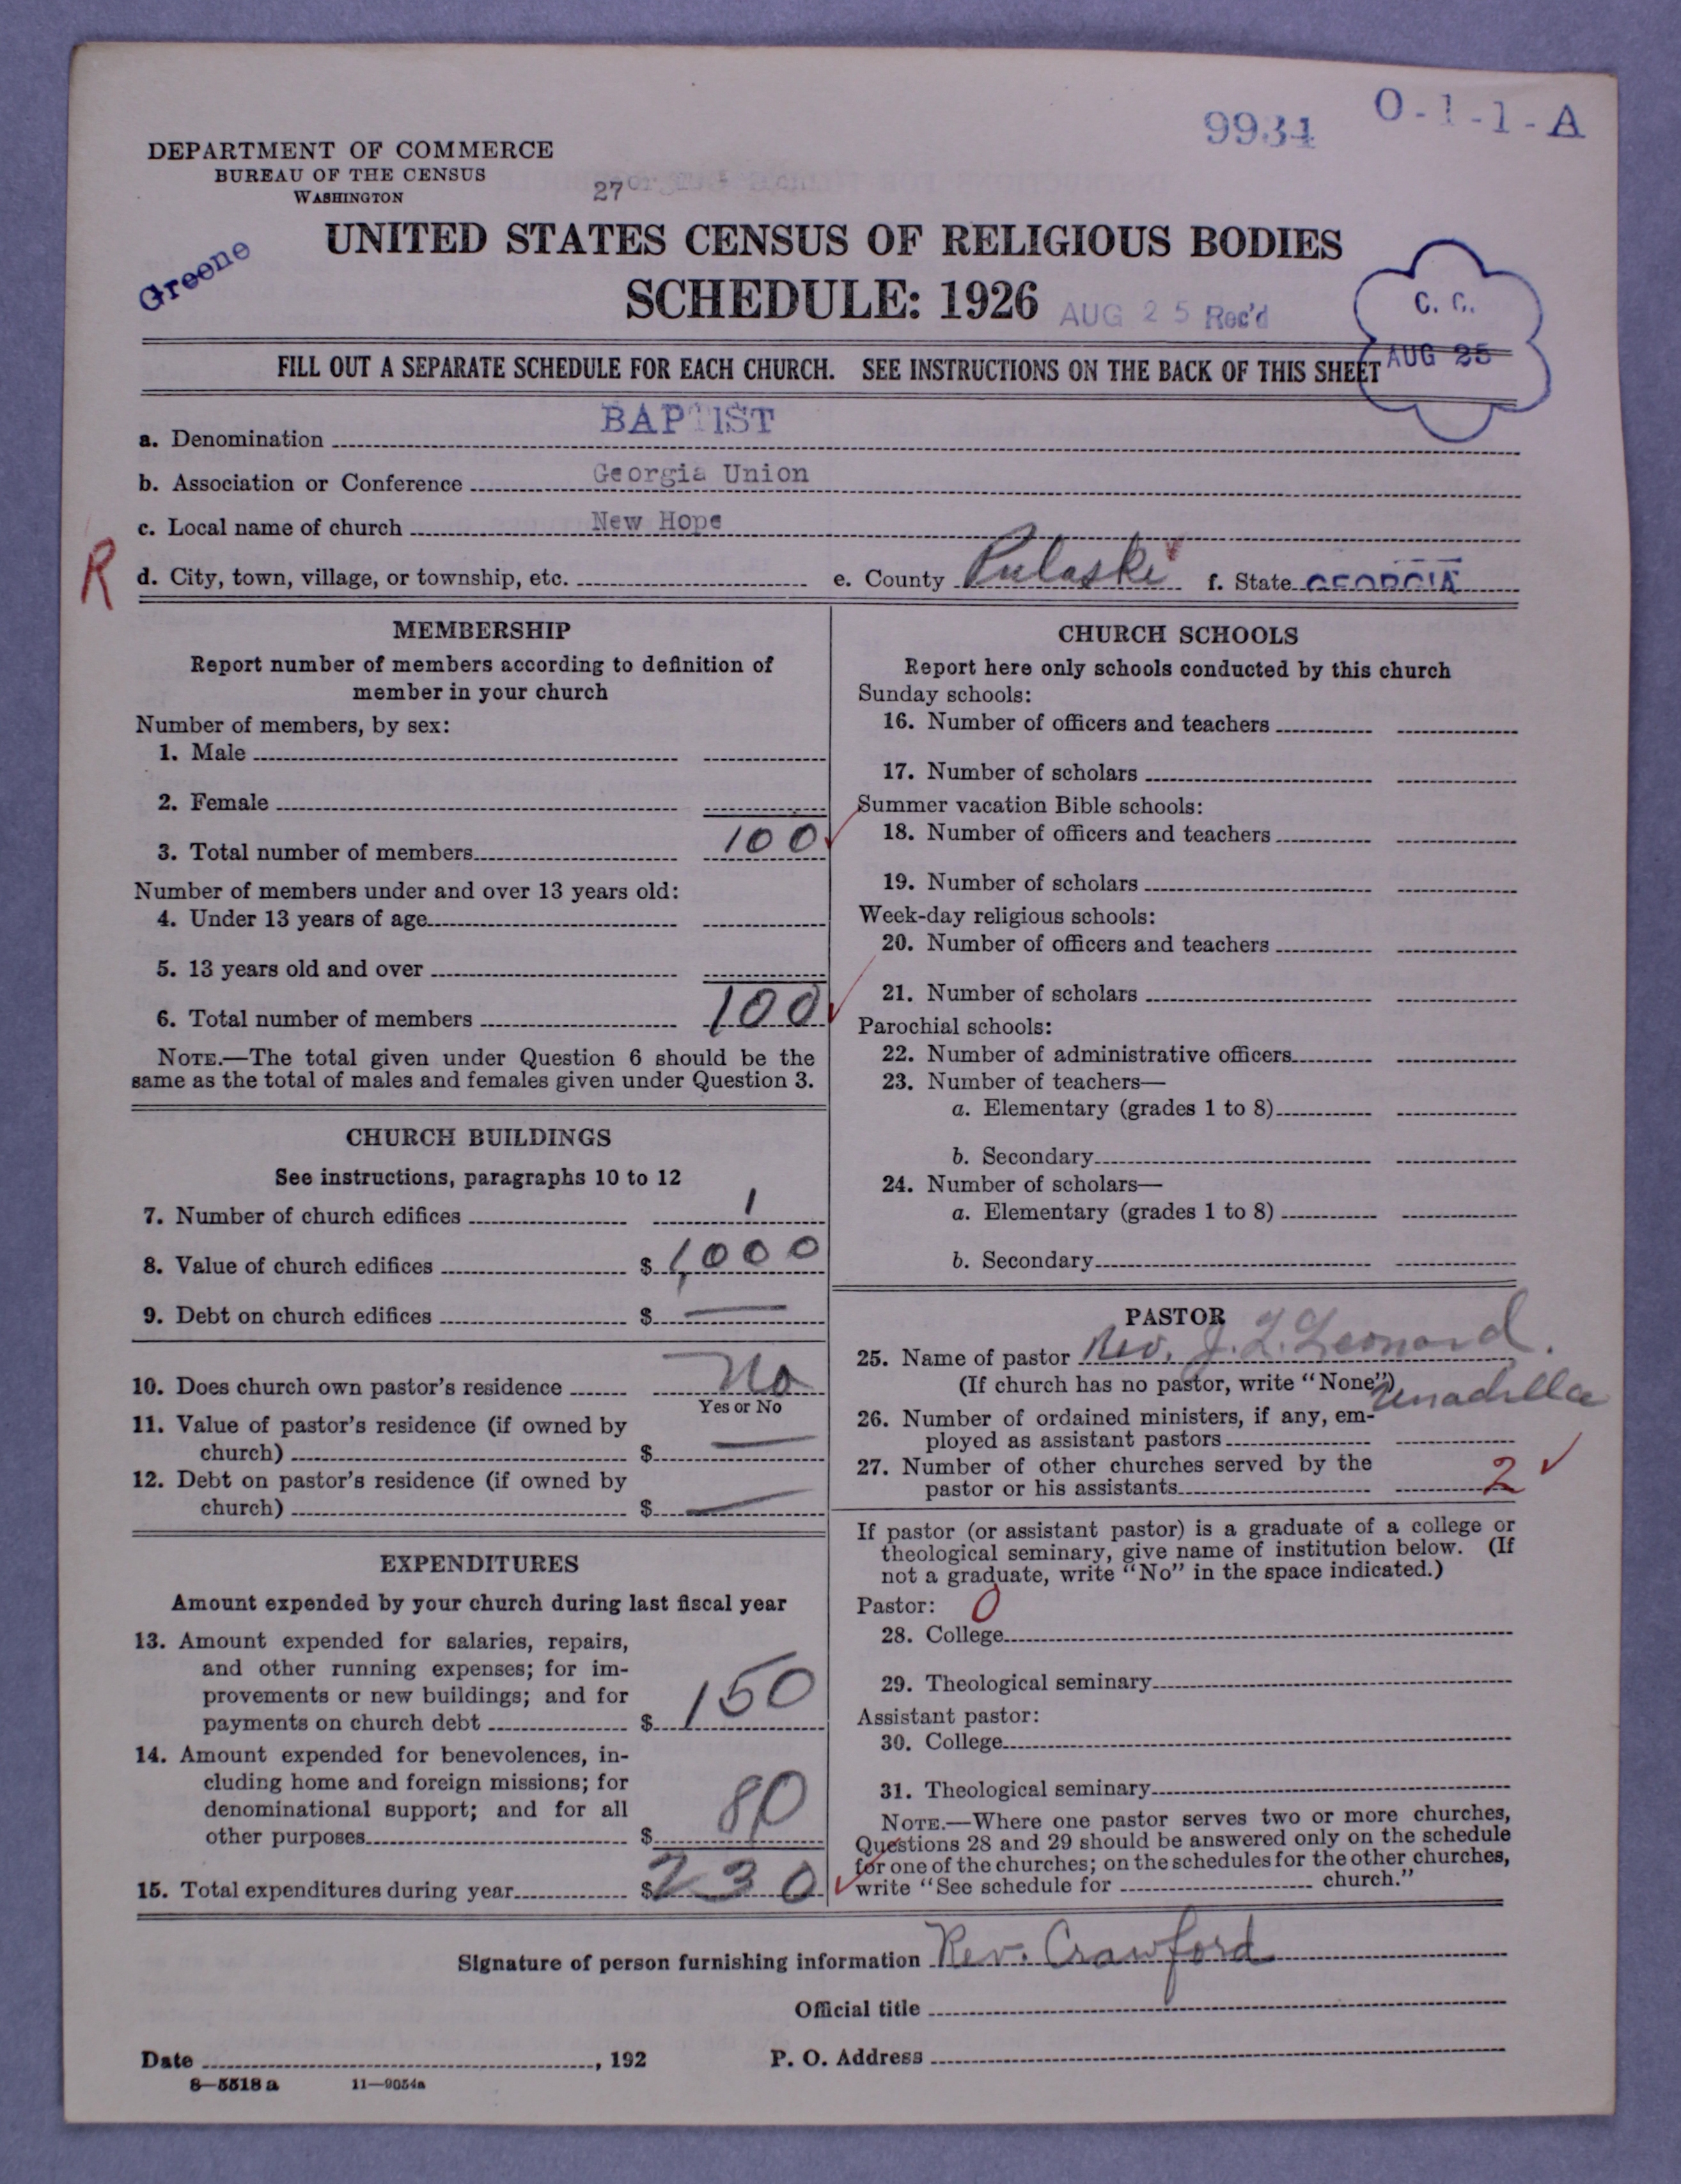 9934 O-1-1-A
DEPARTMENT OF COMMERCE
BUREAU OF THE CENSUS
WASHINGTON
27
Greene
UNITED STATES CENSUS OF RELIGIOUS BODIES
SCHEDULE: 1926
AUG 25 Rec'd
C. C.
AUG 25
FILL OUT A SEPARATE SCHEDULE FOR EACH CHURCH. SEE INSTRUCTIONS ON THE BACK OF THIS SHEET
a. Denomination BAPTIST
b. Association or Conference Georgia Union
c. Local name of church New Hope
R
d. City, town, village, or township, etc. e. County Pulaski f. State GEORGIA
MEMBERSHIP
Report number of members according to definition of
member in your church
Number of members, by sex:
1. Male
2. Female
3. Total number of members 100
Number of members under and over 13 years old:
4. Under 13 years of age
5. 13 years old and over
6. Total number of members 100
NOTE.—The total given under Question 6 should be the
same as the total of males and females given under Question 3.
CHURCH BUILDINGS
See instructions, paragraphs 10 to 12
7. Number of church edifices 1
8. Value of church edifices $ 1,000
9. Debt on church edifices $ —
10. Does church own pastor's residence No
Yes or No
11. Value of pastor's residence (if owned by
church) $ —
12. Debt on pastor's residence (if owned by
church) $ —
EXPENDITURES
Amount expended by your church during last fiscal year
13. Amount expended for salaries, repairs,
and other running expenses; for im-
provements or new buildings; and for
payments on church debt $ 150
14. Amount expended for benevolences, in-
cluding home and foreign missions; for
denominational support; and for all
other purposes $ 80
15. Total expenditures during year $ 230
CHURCH SCHOOLS
Report here only schools conducted by this church
Sunday schools:
16. Number of officers and teachers
17. Number of scholars
Summer vacation Bible schools:
18. Number of officers and teachers
19. Number of scholars
Week-day religious schools:
20. Number of officers and teachers
21. Number of scholars
Parochial schools:
22. Number of administrative officers
23. Number of teachers—
a. Elementary (grades 1 to 8)
b. Secondary
24. Number of scholars—
a. Elementary (grades 1 to 8)
b. Secondary
PASTOR
25. Name of pastor Rev. J. L. Leonard.
(If church has no pastor, write "None") Unadilla
26. Number of ordained ministers, if any, em-
ployed as assistant pastors
27. Number of other churches served by the
pastor or his assistants 2
If pastor (or assistant pastor) is a graduate of a college or
theological seminary, give name of institution below. (If
not a graduate, write "No" in the space indicated.)
Pastor: 0
28. College
29. Theological seminary
Assistant pastor:
30. College
31. Theological seminary
NOTE.—Where one pastor serves two or more churches,
Questions 28 and 29 should be answered only on the schedule
for one of the churches; on the schedules for the other churches,
write "See schedule for church."
Signature of person furnishing information Rev. Crawford
Official title
Date , 192 P. O. Address
8—5518 a 11—9054a